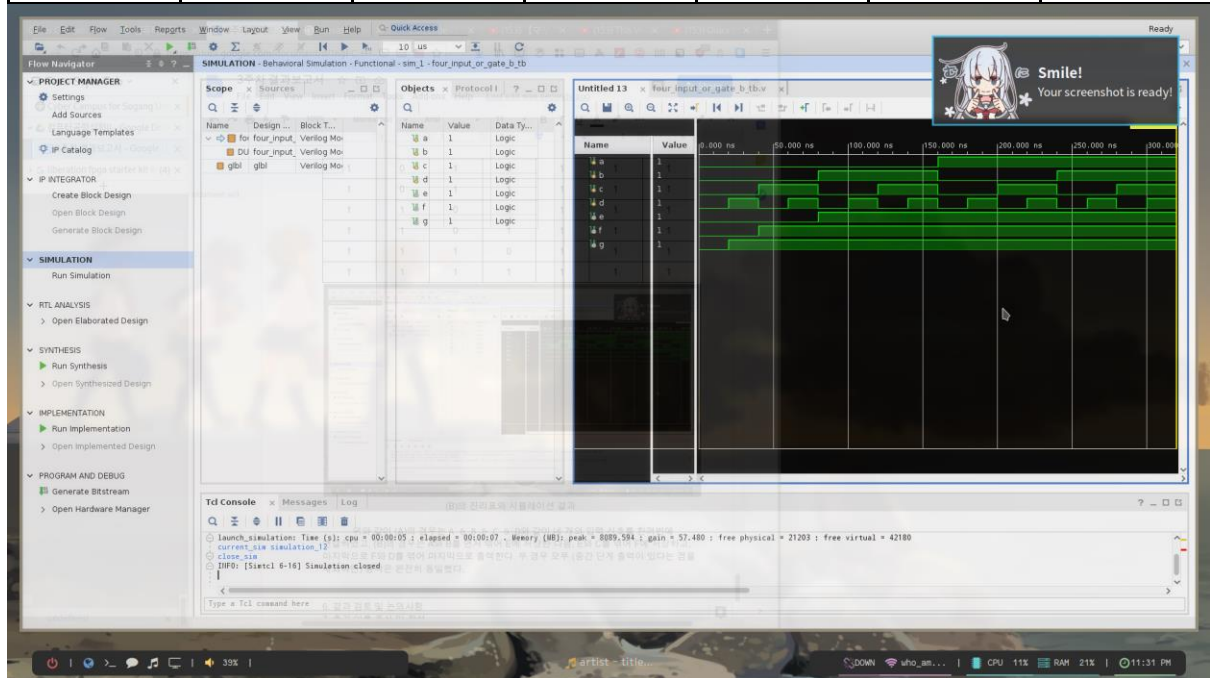 File Edit Flow Tools Reports Window Layout View Run Help Quick Access Ready
10 us
Flow Navigator
SIMULATION - Behavioral Simulation - Functional - sim_1 - four_input_or_gate_b_tb
Smile!
Your screenshot is ready!
PROJECT MANAGER
Settings
Add Sources
Language Templates
IP Catalog
IP INTEGRATOR
Create Block Design
Open Block Design
Generate Block Design
SIMULATION
Run Simulation
RTL ANALYSIS
Open Elaborated Design
SYNTHESIS
Run Synthesis
Open Synthesized Design
IMPLEMENTATION
Run Implementation
Open Implemented Design
PROGRAM AND DEBUG
Generate Bitstream
Open Hardware Manager
Scope Sources
Name Design ... Block T...
for four_input_ Verilog Mo
DU four_input_ Verilog Mo
glbl glbl Verilog Mo
Objects Protocol I
Name Value Data Ty...
a 1 Logic
b 1 Logic
c 1 Logic
d 1 Logic
e 1 Logic
f 1 Logic
g 1 Logic
Untitled 13 four_input_or_gate_b_tb.v
Name Value
0.000 ns 50.000 ns 100.000 ns 150.000 ns 200.000 ns 250.000 ns 300.00
a 1
b 1
c 1
d 1
e 1
f 1
g 1
Tcl Console Messages Log
launch_simulation: Time (s): cpu = 00:00:05 ; elapsed = 00:00:07 . Memory (MB): peak = 8089.594 ; gain = 57.480 ; free physical = 21203 ; free virtual = 42180
current_sim simulation_12
close_sim
INFO: [Simtcl 6-16] Simulation closed
Type a Tcl command here
39% artist - title... DOWN who_am... CPU 11% RAM 21% 11:31 PM